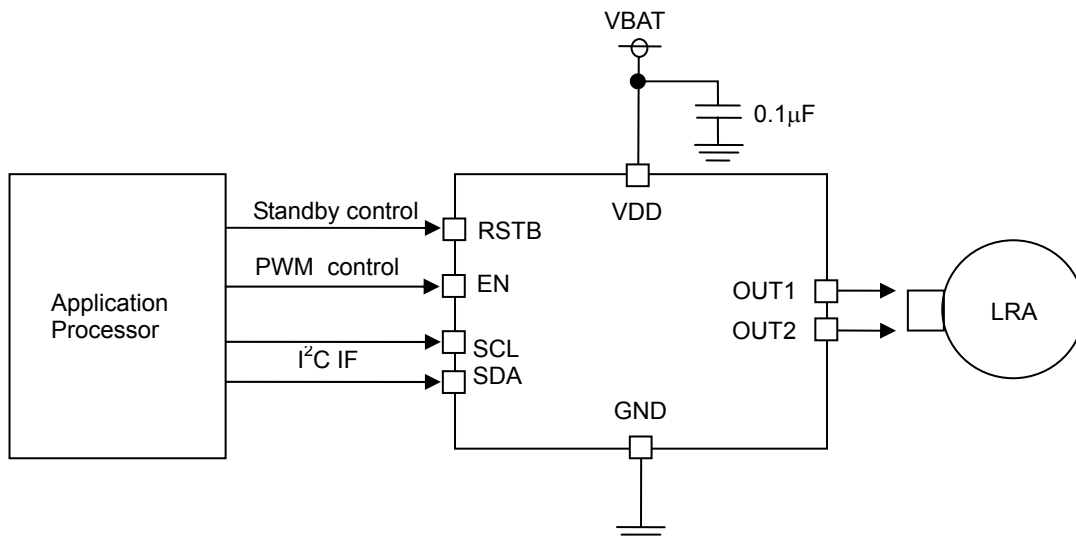 VBAT
0.1μF
VDD
Standby control
RSTB
PWM control
EN
Application
Processor
I²C IF
SCL
SDA
OUT1
OUT2
LRA
GND